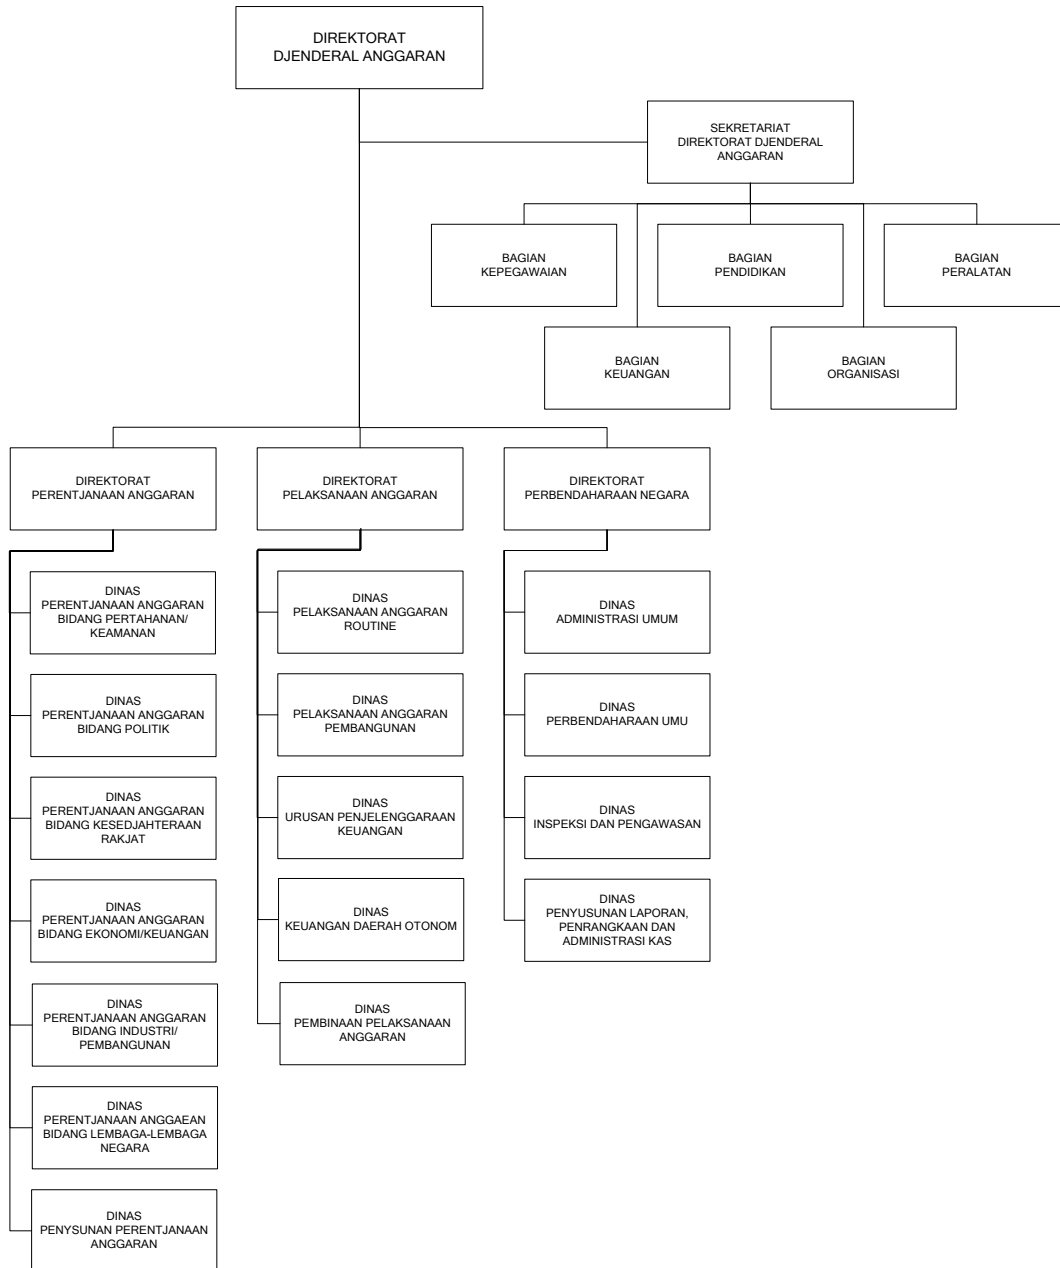 DIREKTORAT
DJENDERAL ANGGARAN
SEKRETARIAT
DIREKTORAT DJENDERAL
ANGGARAN
BAGIAN
KEPEGAWAIAN
BAGIAN
PENDIDIKAN
BAGIAN
PERALATAN
BAGIAN
KEUANGAN
BAGIAN
ORGANISASI
DIREKTORAT
PERENTJANAAN ANGGARAN
DIREKTORAT
PELAKSANAAN ANGGARAN
DIREKTORAT
PERBENDAHARAAN NEGARA
DINAS
PERENTJANAAN ANGGARAN
BIDANG PERTAHANAN/
KEAMANAN
DINAS
PERENTJANAAN ANGGARAN
BIDANG POLITIK
DINAS
PERENTJANAAN ANGGARAN
BIDANG KESEDJAHTERAAN
RAKJAT
DINAS
PERENTJANAAN ANGGARAN
BIDANG EKONOMI/KEUANGAN
DINAS
PERENTJANAAN ANGGARAN
BIDANG INDUSTRI/
PEMBANGUNAN
DINAS
PERENTJANAAN ANGGAEAN
BIDANG LEMBAGA-LEMBAGA
NEGARA
DINAS
PENYSUNAN PERENTJANAAN
ANGGARAN
DINAS
PELAKSANAAN ANGGARAN
ROUTINE
DINAS
PELAKSANAAN ANGGARAN
PEMBANGUNAN
DINAS
URUSAN PENJELENGGARAAN
KEUANGAN
DINAS
KEUANGAN DAERAH OTONOM
DINAS
PEMBINAAN PELAKSANAAN
ANGGARAN
DINAS
ADMINISTRASI UMUM
DINAS
PERBENDAHARAAN UMU
DINAS
INSPEKSI DAN PENGAWASAN
DINAS
PENYUSUNAN LAPORAN,
PENRANGKAAN DAN
ADMINISTRASI KAS